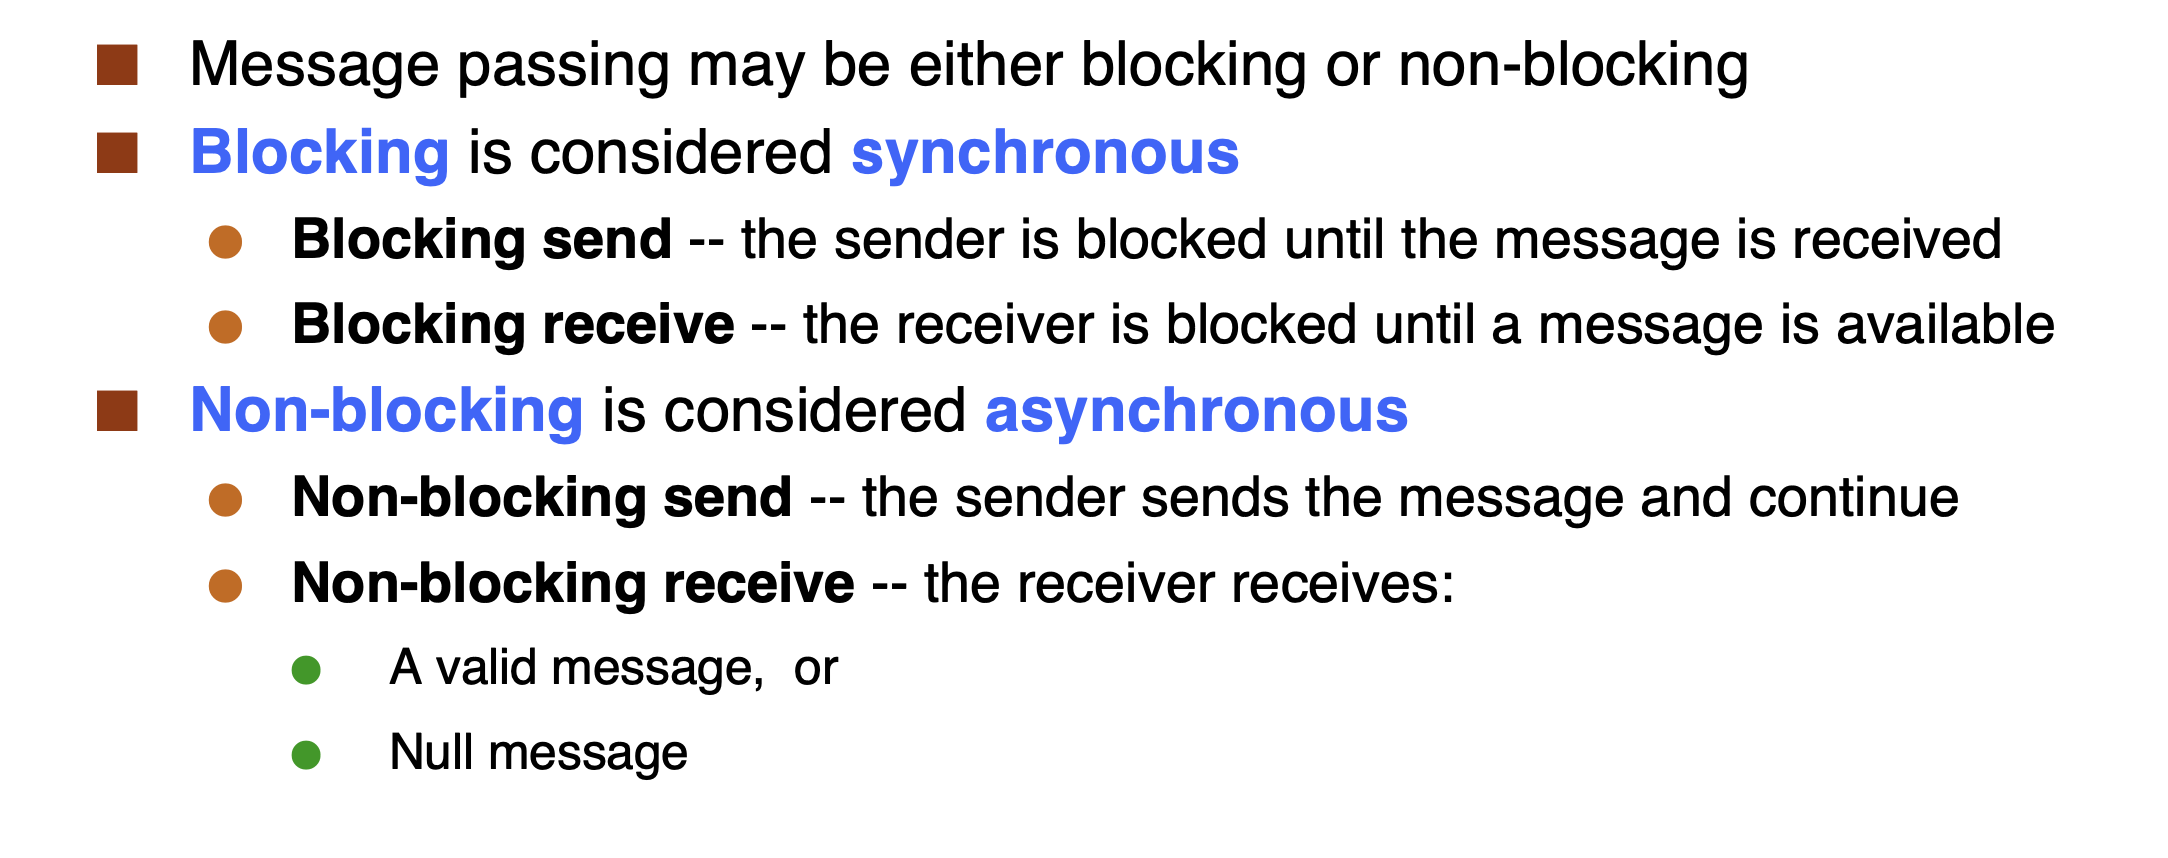 Message passing may be either blocking or non-blocking
Blocking is considered synchronous
Blocking send -- the sender is blocked until the message is received
Blocking receive -- the receiver is blocked until a message is available
Non-blocking is considered asynchronous
Non-blocking send -- the sender sends the message and continue
Non-blocking receive -- the receiver receives:
A valid message,  or
Null message